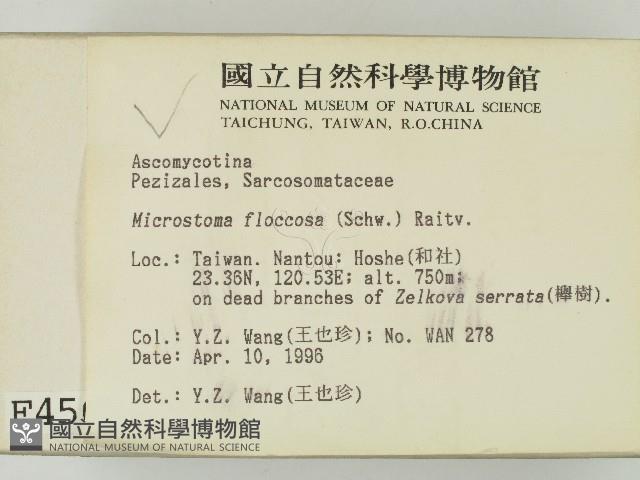 國立自然科學博物館
NATIONAL MUSEUM OF NATURAL SCIENCE
TAICHUNG, TAIWAN, R.O.CHINA
Ascomycotina
Pezizales, Sarcosomataceae
Microstoma floccosa (Schw.) Raitv.
Loc.: Taiwan. Nantou: Hoshe(和社)
23.36N, 120.53E; alt. 750m;
on dead branches of Zelkova serrata(櫸樹).
Col.: Y.Z. Wang(王也珍); No. WAN 278
Date: Apr. 10, 1996
Det.: Y.Z. Wang(王也珍)
國立自然科學博物館
NATIONAL MUSEUM OF NATURAL SCIENCE